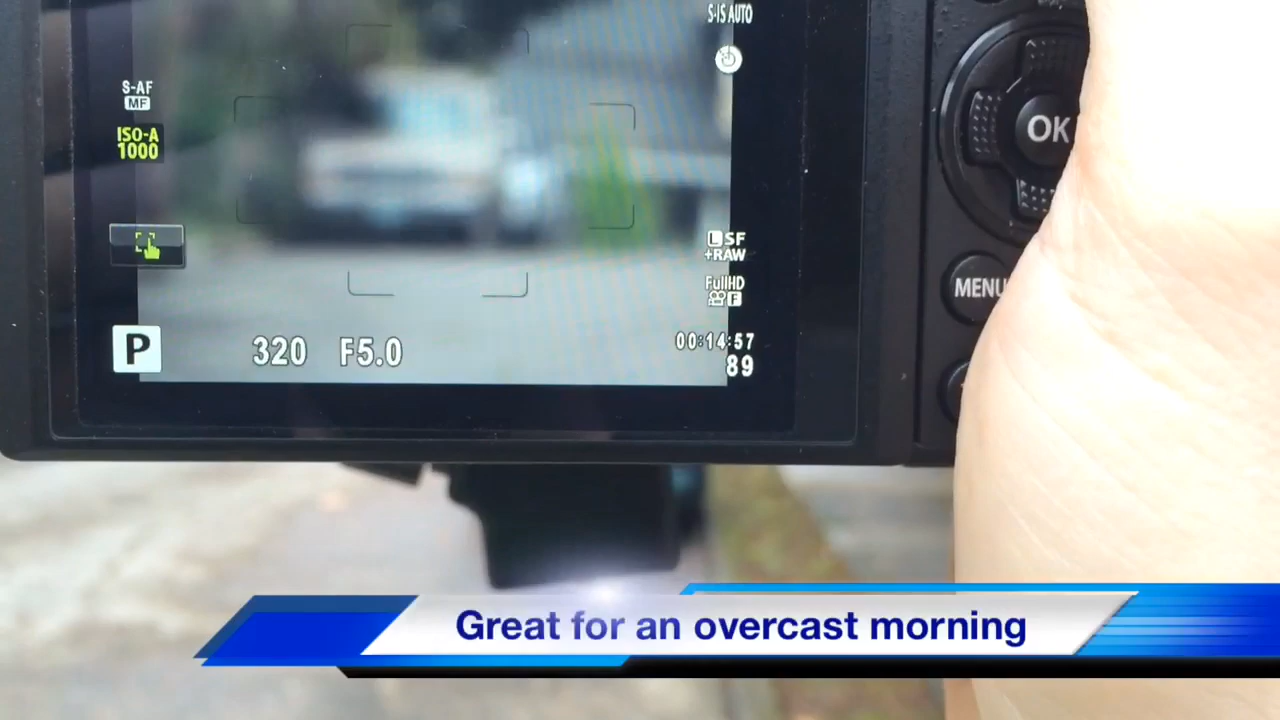 S-IS AUTO
S-AF
MF
ISO-A
1000
OK
L SF
+RAW
MENU
FullHD
F
P
320 F5.0
00:14:57
89
Great for an overcast morning